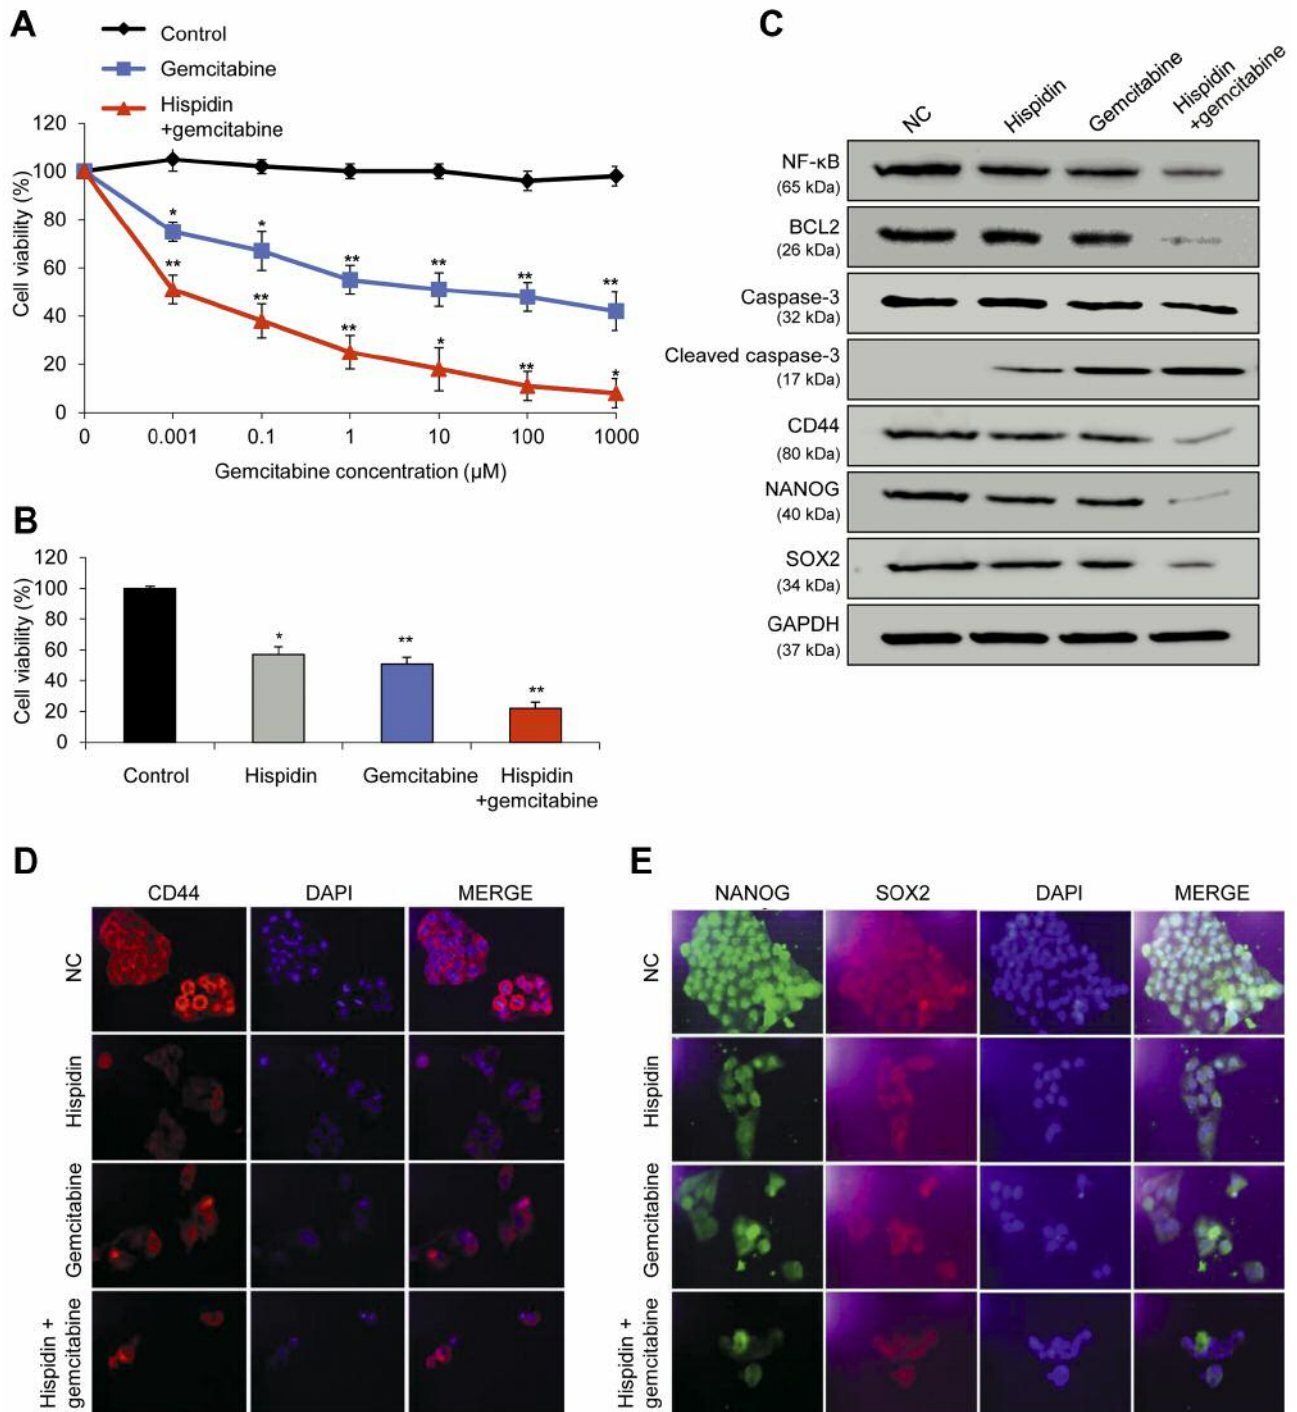 A
Control
Gemcitabine
Hispidin
+gemcitabine
Cell viability (%)
120
100
80
60
40
20
0
*
*
**
**
**
**
**
**
**
*
**
*
0
0.001
0.1
1
10
100
1000
Gemcitabine concentration (µM)
B
Cell viability (%)
120
100
80
60
40
20
0
*
**
**
Control
Hispidin
Gemcitabine
Hispidin
+gemcitabine
C
NC
Hispidin
Gemcitabine
Hispidin
+gemcitabine
NF-κB
(65 kDa)
BCL2
(26 kDa)
Caspase-3
(32 kDa)
Cleaved caspase-3
(17 kDa)
CD44
(80 kDa)
NANOG
(40 kDa)
SOX2
(34 kDa)
GAPDH
(37 kDa)
D
CD44
DAPI
MERGE
NC
Hispidin
Gemcitabine
Hispidin +
gemcitabine
E
NANOG
SOX2
DAPI
MERGE
NC
Hispidin
Gemcitabine
Hispidin +
gemcitabine